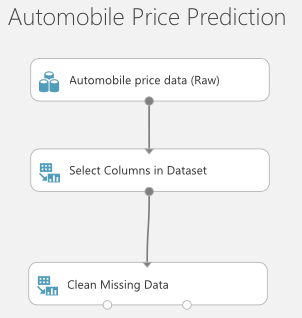 Automobile Price Prediction
Automobile price data (Raw)
Select Columns in Dataset
Clean Missing Data